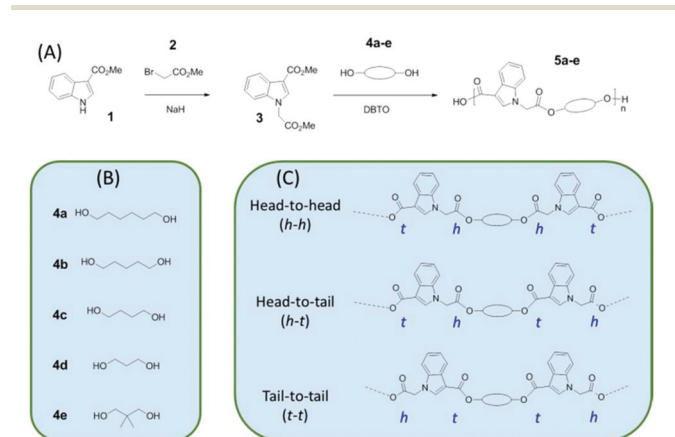 (A)
2
4a-e
5a-e
CO2Me
Br CO2Me
CO2Me
HO OH
O
HO
N
O
O
O
O H
n
N
H
1
NaH
3
N
CO2Me
DBTO
(B)
4a HO OH
4b HO OH
4c HO OH
4d HO OH
4e HO OH
(C)
Head-to-head
(h-h)
O O N O O O O N O O
t h h t
Head-to-tail
(h-t)
O O N O O O O N O O
t h t h
Tail-to-tail
(t-t)
O O N O O O O N O O
h t t h